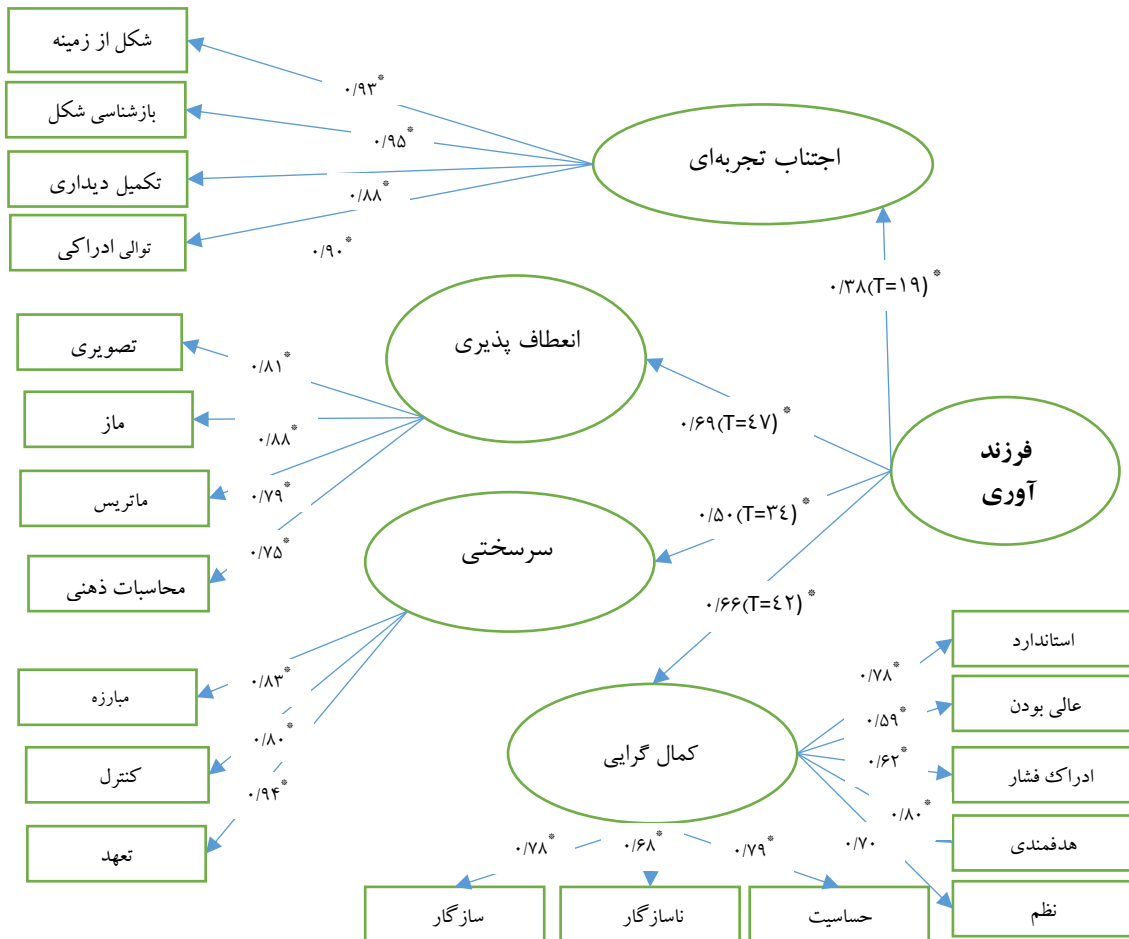 شکل از زمینه
۰/۹۳*
بازشناسی شکل
۰/۹۵*
اجتناب تجربه‌ای
تکمیل دیداری
۰/۸۸*
توالی ادراکی
۰/۹۰*
۰/۳۸(T=۱۹)*
تصویری
۰/۸۱*
انعطاف پذیری
ماز
۰/۸۸*
۰/۶۹(T=٤٧)*
فرزند
آوری
ماتریس
۰/۷۹*
۰/۵۰(T=۳٤)*
محاسبات ذهنی
۰/۷۵*
سرسختی
۰/۶۶(T=٤٢)*
مبارزه
۰/۸۳*
کنترل
۰/۸۰*
تعهد
۰/۹۴*
کمال گرایی
استاندارد
۰/۷۸*
عالی بودن
۰/۵۹*
ادراک فشار
۰/۶۲*
هدفمندی
۰/۸۰*
نظم
۰/۷۰
۰/۷۸*
۰/۶۸*
۰/۷۹*
سازگار
ناسازگار
حساسیت